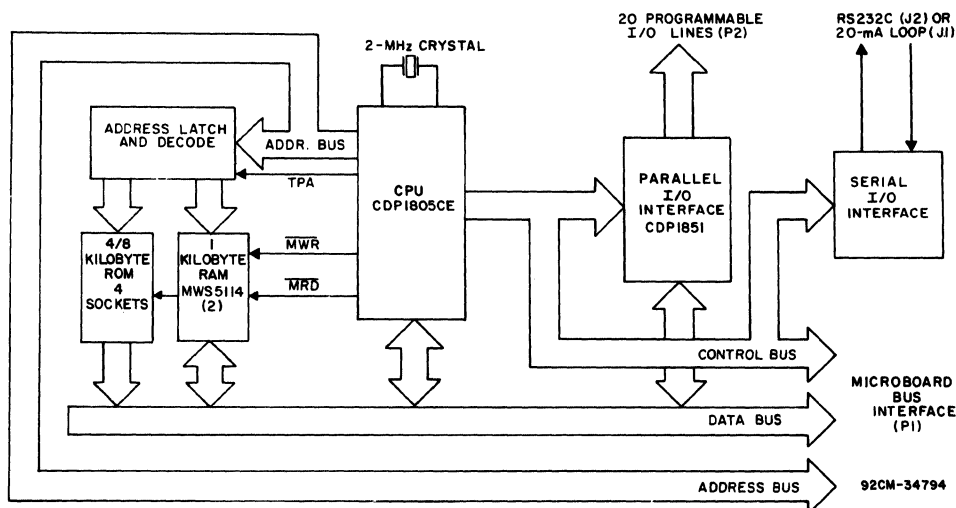 20 PROGRAMMABLE
I/O LINES (P2)
RS232C (J2) OR
20-mA LOOP (J1)
2-MHz CRYSTAL
ADDRESS LATCH
AND DECODE
ADDR. BUS
TPA
CPU
CDP1805CE
PARALLEL
I/O
INTERFACE
CDP1851
SERIAL
I/O
INTERFACE
4/8
KILOBYTE
ROM
4
SOCKETS
1
KILOBYTE
RAM
MWS5114
(2)
MWR
MRD
CONTROL BUS
MICROBOARD
BUS
INTERFACE
(P1)
DATA BUS
ADDRESS BUS
92CM-34794